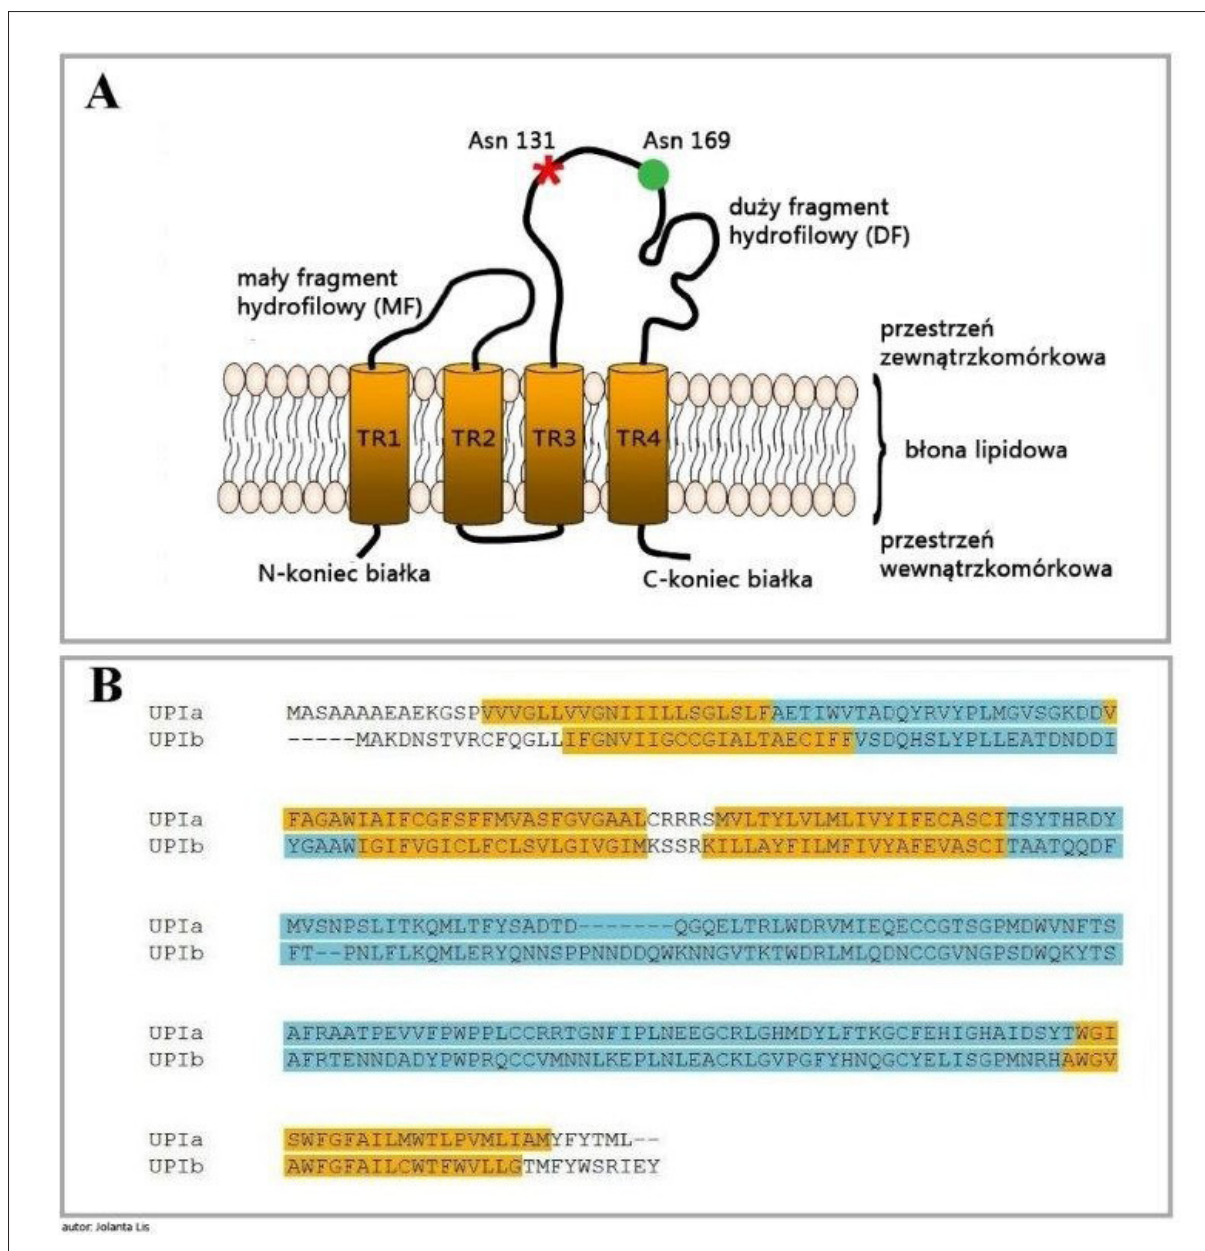 A
Asn 131
Asn 169
duży fragment
hydrofilowy (DF)
mały fragment
hydrofilowy (MF)
przestrzeń
zewnątrzkomórkowa
TR1
TR2
TR3
TR4
błona lipidowa
przestrzeń
wewnątrzkomórkowa
N-koniec białka
C-koniec białka
B
UPIa MASAAAAEAEKGSPVVVGLLVVGNIIILLSGLSLFAETIWVTADQYRVYPLMGVSGKDDV
UPIb -----MAKDNSTVRCFQGLLIFGNVIIGCCGIALTAECIFFVSDQHSLYPLLEATDNDDI
UPIa FAGAWIAIFCGFSFFMVASFGVGAALCRRRSMVLTYLVLMLIVYIFECASCITSYTHRDY
UPIb YGAAWIGIFVGICLFCLSVLGIVGIMKSSRKILLAYFILMFIVYAFEVASCITAATQQDF
UPIa MVSNPSLITKQMLTFYSADTD-------QGQELTRLWDRVMIEQECCGTSGPMDWVNFTS
UPIb FT--PNLFLKQMLERYQNNSPPNNDDQWKNNGVTKTWDRLMLQDNCCGVNGPSDWQKYTS
UPIa AFRAATPEVVFPWPPLCCRRTGNFIPLNEEGCRLGHMDYLFTKGCFEHIGHAIDSYTWGI
UPIb AFRTENNDADYPWPRQCCVMNNLKEPLNLEACKLGVPGFYHNQGCYELISGPMNRHAWGV
UPIa SWFGFAILMWTLPVMLIAMYFYTML--
UPIb AWFGFAILCWTFWVLLGTMFYWSRIEY
autor: Jolanta Lis